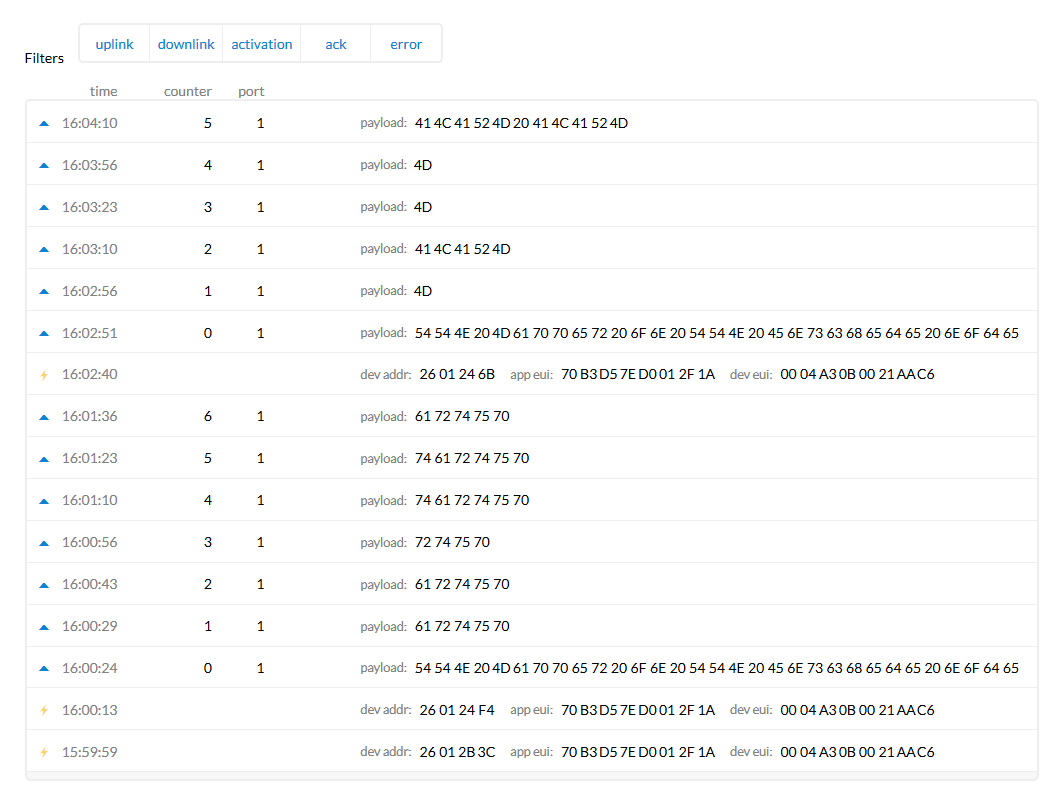 uplink downlink activation ack error
Filters
time counter port
16:04:10 5 1 payload: 41 4C 41 52 4D 20 41 4C 41 52 4D
16:03:56 4 1 payload: 4D
16:03:23 3 1 payload: 4D
16:03:10 2 1 payload: 41 4C 41 52 4D
16:02:56 1 1 payload: 4D
16:02:51 0 1 payload: 54 54 4E 20 4D 61 70 70 65 72 20 6F 6E 20 54 54 4E 20 45 6E 73 63 68 65 64 65 20 6E 6F 64 65
16:02:40 dev addr: 26 01 24 6B app eui: 70 B3 D5 7E D0 01 2F 1A dev eui: 00 04 A3 0B 00 21 AA C6
16:01:36 6 1 payload: 61 72 74 75 70
16:01:23 5 1 payload: 74 61 72 74 75 70
16:01:10 4 1 payload: 74 61 72 74 75 70
16:00:56 3 1 payload: 72 74 75 70
16:00:43 2 1 payload: 61 72 74 75 70
16:00:29 1 1 payload: 61 72 74 75 70
16:00:24 0 1 payload: 54 54 4E 20 4D 61 70 70 65 72 20 6F 6E 20 54 54 4E 20 45 6E 73 63 68 65 64 65 20 6E 6F 64 65
16:00:13 dev addr: 26 01 24 F4 app eui: 70 B3 D5 7E D0 01 2F 1A dev eui: 00 04 A3 0B 00 21 AA C6
15:59:59 dev addr: 26 01 2B 3C app eui: 70 B3 D5 7E D0 01 2F 1A dev eui: 00 04 A3 0B 00 21 AA C6